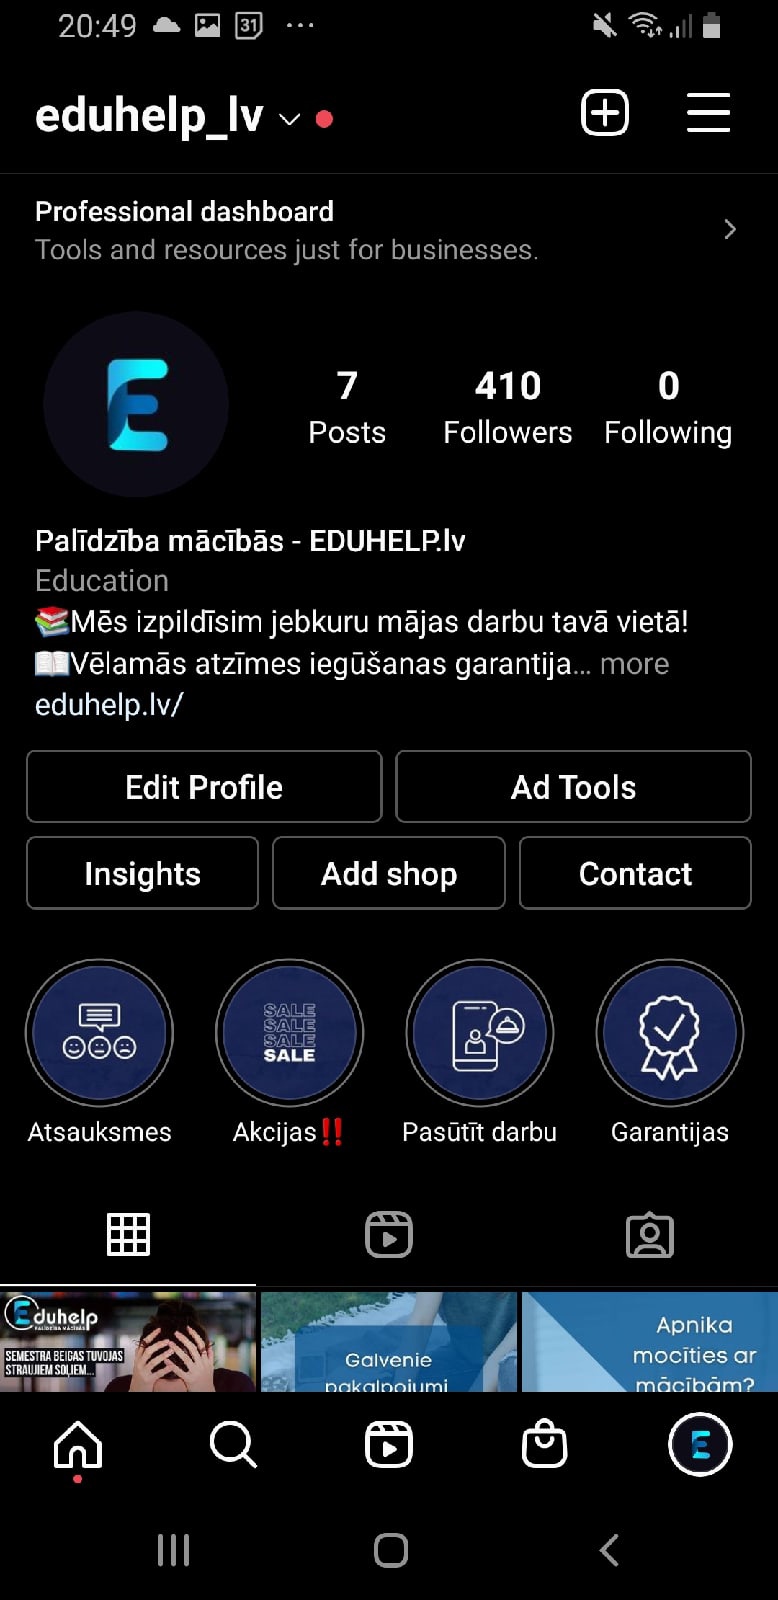 20:49
31
eduhelp_lv
Professional dashboard
Tools and resources just for businesses.
E
7
410
0
Posts
Followers
Following
Palīdzība mācībās - EDUHELP.lv
Education
📚Mēs izpildīsim jebkuru mājas darbu tavā vietā!
📖Vēlamās atzīmes iegūšanas garantija… more
eduhelp.lv/
Edit Profile
Ad Tools
Insights
Add shop
Contact
SALE
SALE
SALE
SALE
Atsauksmes
Akcijas‼️
Pasūtīt darbu
Garantijas
Eduhelp
PALĪDZĪBA MĀCĪBĀS
SEMESTRA BEIGAS TUVOJAS
STRAUJIEM SOĻIEM...
Galvenie
pakalpojumi
Apnika
mocīties ar
mācībām?
E